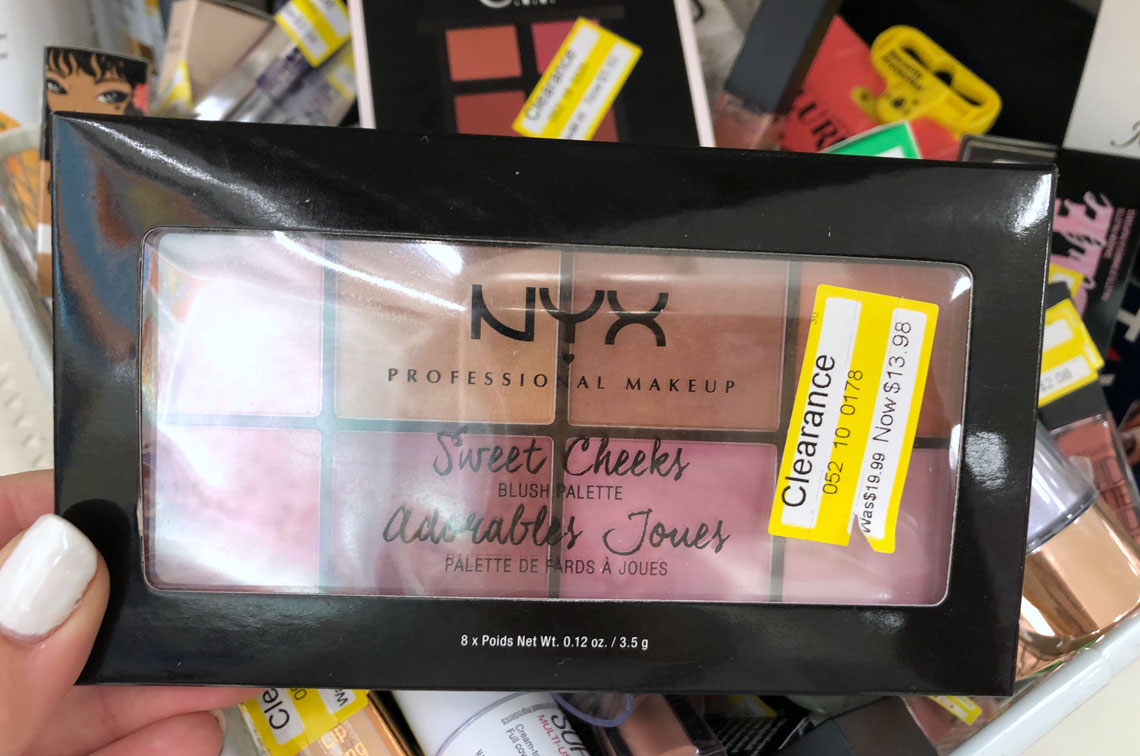 NYX
PROFESSIONAL MAKEUP
Sweet Cheeks
BLUSH PALETTE
Adorables Joues
PALETTE DE FARDS À JOUES
8 x Poids Net Wt. 0.12 oz. / 3.5 g
Clearance
052 10 0178
Was$19.99 Now $13.98
Clearance